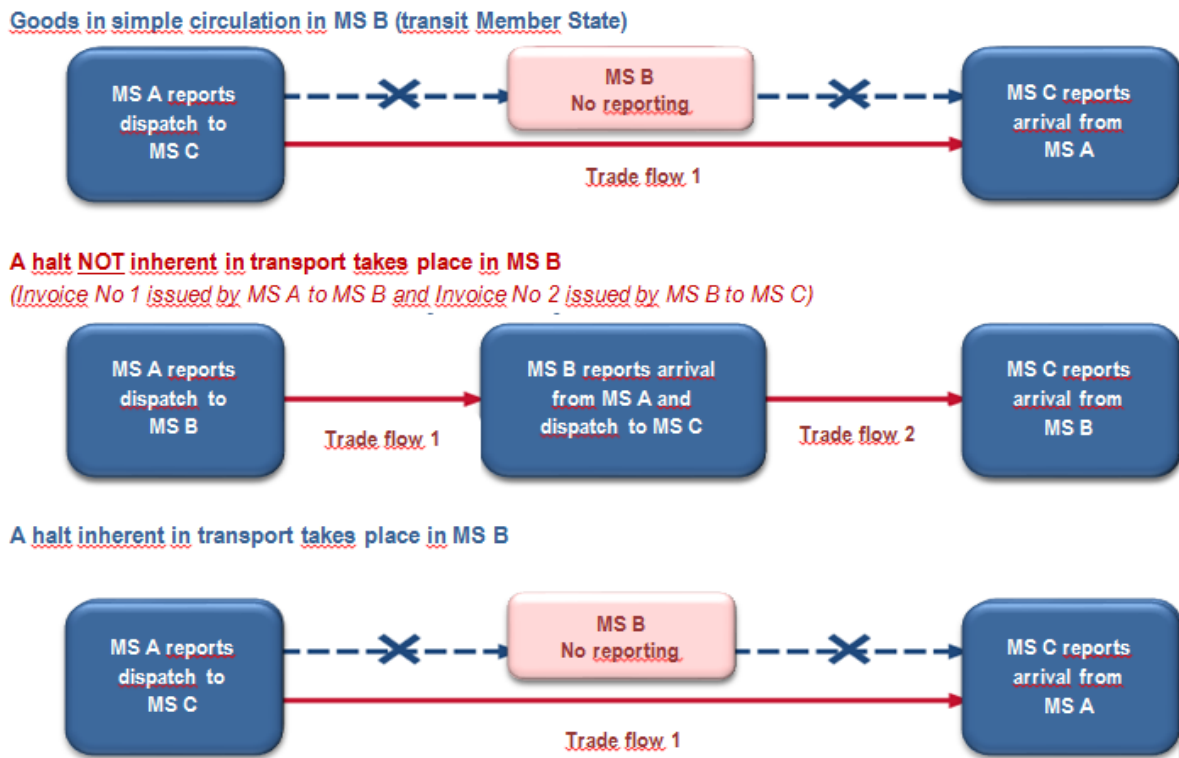 Goods in simple circulation in MS B (transit Member State)
MS A reports
dispatch to
MS C
MS B
No reporting
MS C reports
arrival from
MS A
Trade flow 1
A halt NOT inherent in transport takes place in MS B
(Invoice No 1 issued by MS A to MS B and Invoice No 2 issued by MS B to MS C)
MS A reports
dispatch to
MS B
Trade flow 1
MS B reports arrival
from MS A and
dispatch to MS C
Trade flow 2
MS C reports
arrival from
MS B
A halt inherent in transport takes place in MS B
MS A reports
dispatch to
MS C
MS B
No reporting
MS C reports
arrival from
MS A
Trade flow 1